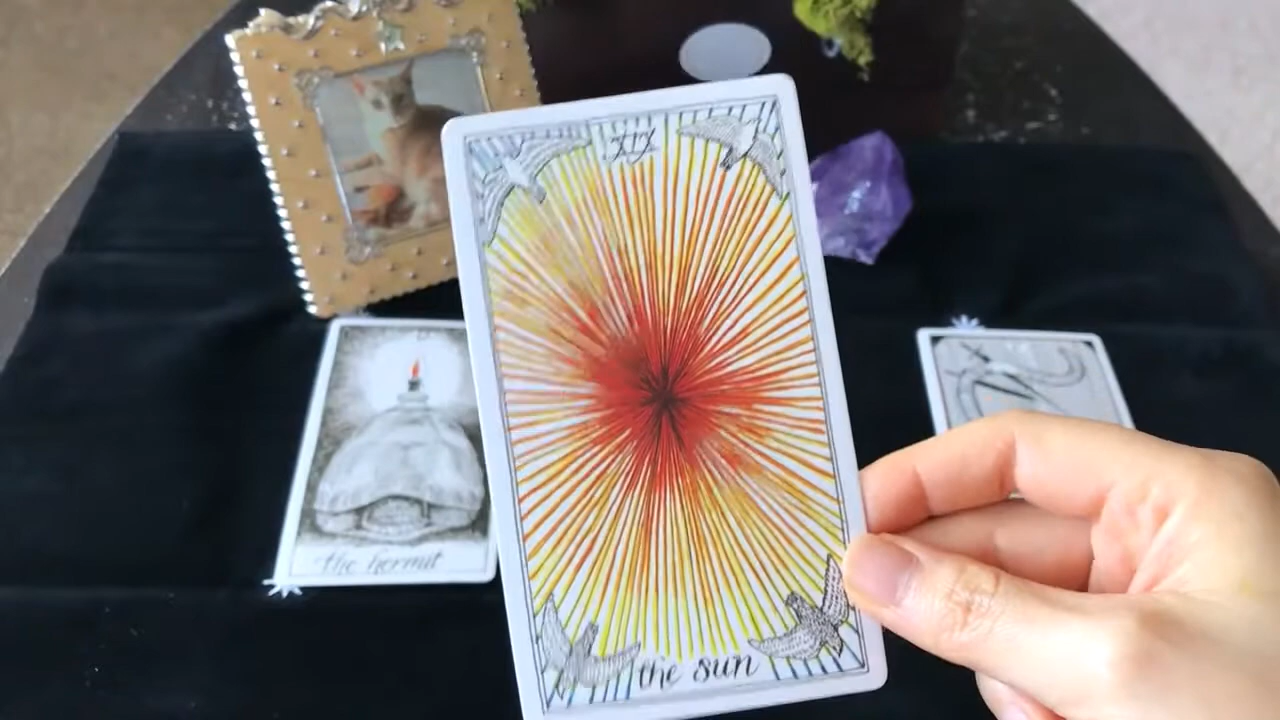 XIX
the hermit
the sun